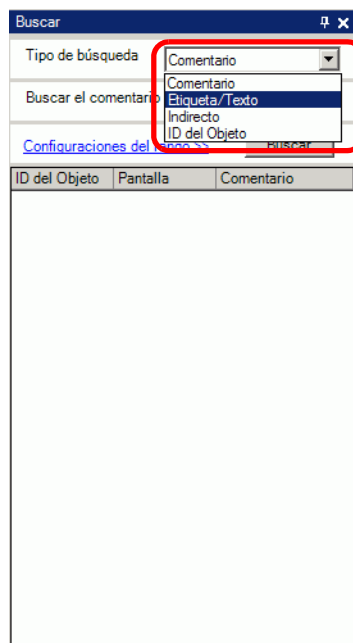 Buscar
Tipo de búsqueda Comentario
Comentario
Buscar el comentario Etiqueta/Texto
Indirecto
ID del Objeto
Configuraciones del rango >> Buscar
ID del Objeto Pantalla Comentario